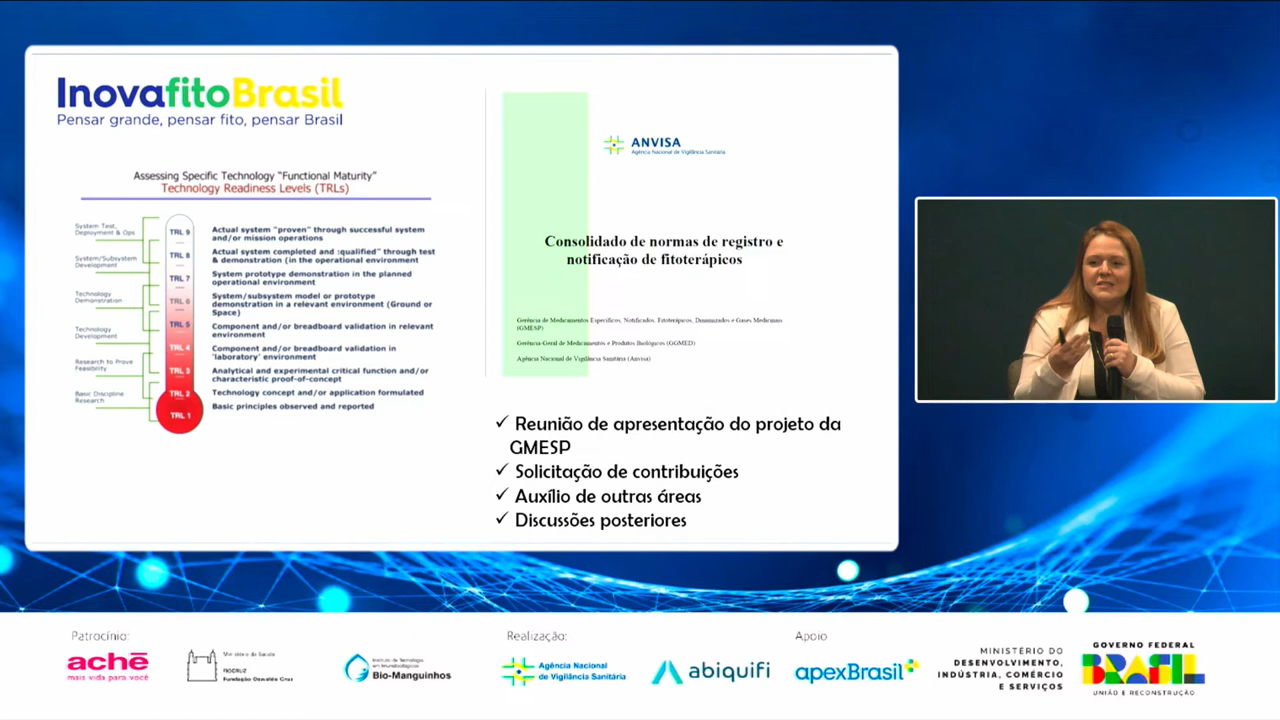 InovafitoBrasil
Pensar grande, pensar fito, pensar Brasil
Assessing Specific Technology “Functional Maturity”
Technology Readiness Levels (TRLs)
System Test,
Deployment & Ops
System/Subsystem
Development
Technology
Demonstration
Technology
Development
Research to Prove
Feasibility
Basic Discipline
Research
TRL 9
TRL 8
TRL 7
TRL 6
TRL 5
TRL 4
TRL 3
TRL 2
TRL 1
Actual system "proven" through successful system
and/or mission operations
Actual system completed and :qualified" through test
& demonstration (in the operational environment
System prototype demonstration in the planned
operational environment
System/subsystem model or prototype
demonstration in a relevant environment (Ground or
Space)
Component and/or breadboard validation in relevant
environment
Component and/or breadboard validation in
'laboratory' environment
Analytical and experimental critical function and/or
characteristic proof-of-concept
Technology concept and/or application formulated
Basic principles observed and reported
ANVISA
Agência Nacional de Vigilância Sanitária
Consolidado de normas de registro e
notificação de fitoterápicos
Gerência de Medicamentos Específicos, Notificados, Fitoterápicos, Dinamizados e Gases Medicinais
(GMESP)
Gerência-Geral de Medicamentos e Produtos Biológicos (GGMED)
Agência Nacional de Vigilância Sanitária (Anvisa)
✓ Reunião de apresentação do projeto da
GMESP
✓ Solicitação de contribuições
✓ Auxílio de outras áreas
✓ Discussões posteriores
Patrocínio:
Realização:
Apoio
achē
mais vida para você
Ministério da Saúde
FIOCRUZ
Fundação Oswaldo Cruz
Instituto de Tecnologia
em Imunobiológicos
Bio-Manguinhos
Agência Nacional
de Vigilância Sanitária
abiquifi
apexBrasil
MINISTÉRIO DO
DESENVOLVIMENTO,
INDÚSTRIA, COMÉRCIO
E SERVIÇOS
GOVERNO FEDERAL
BRASIL
UNIÃO E RECONSTRUÇÃO